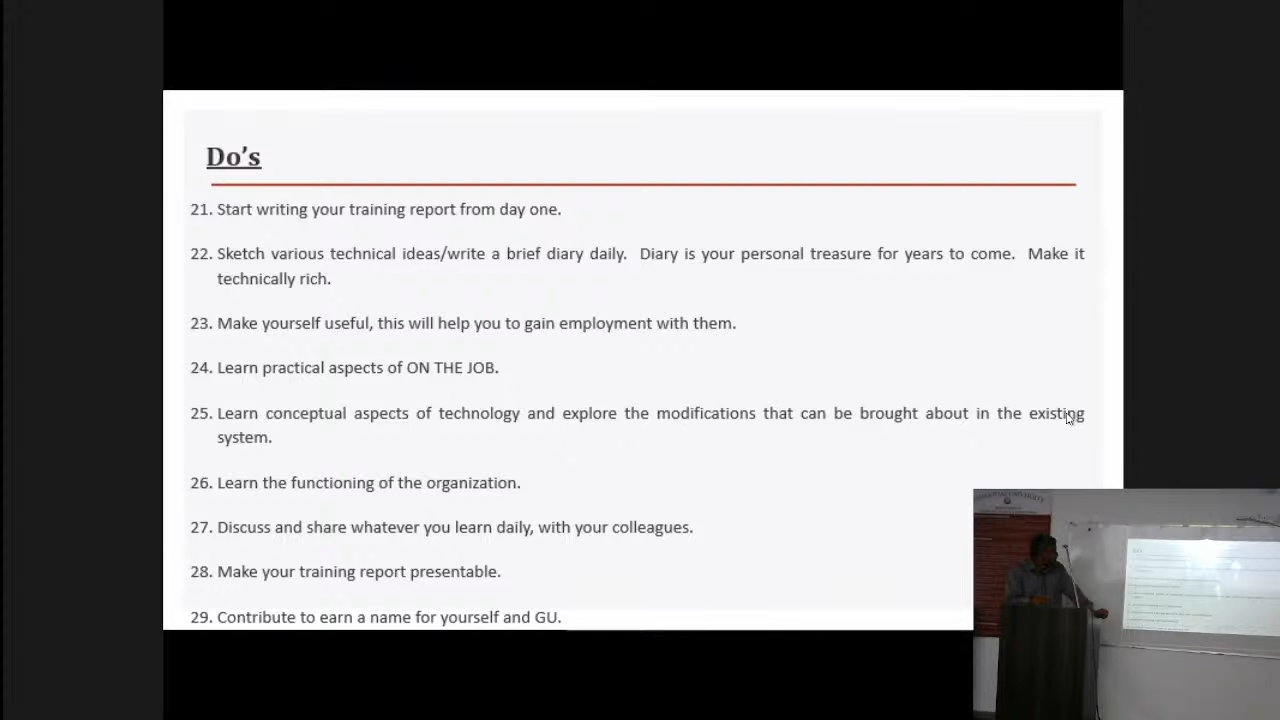 Do's
21. Start writing your training report from day one.
22. Sketch various technical ideas/write a brief diary daily. Diary is your personal treasure for years to come. Make it
technically rich.
23. Make yourself useful, this will help you to gain employment with them.
24. Learn practical aspects of ON THE JOB.
25. Learn conceptual aspects of technology and explore the modifications that can be brought about in the existing
system.
26. Learn the functioning of the organization.
27. Discuss and share whatever you learn daily, with your colleagues.
28. Make your training report presentable.
29. Contribute to earn a name for yourself and GU.
UNIVERSITY